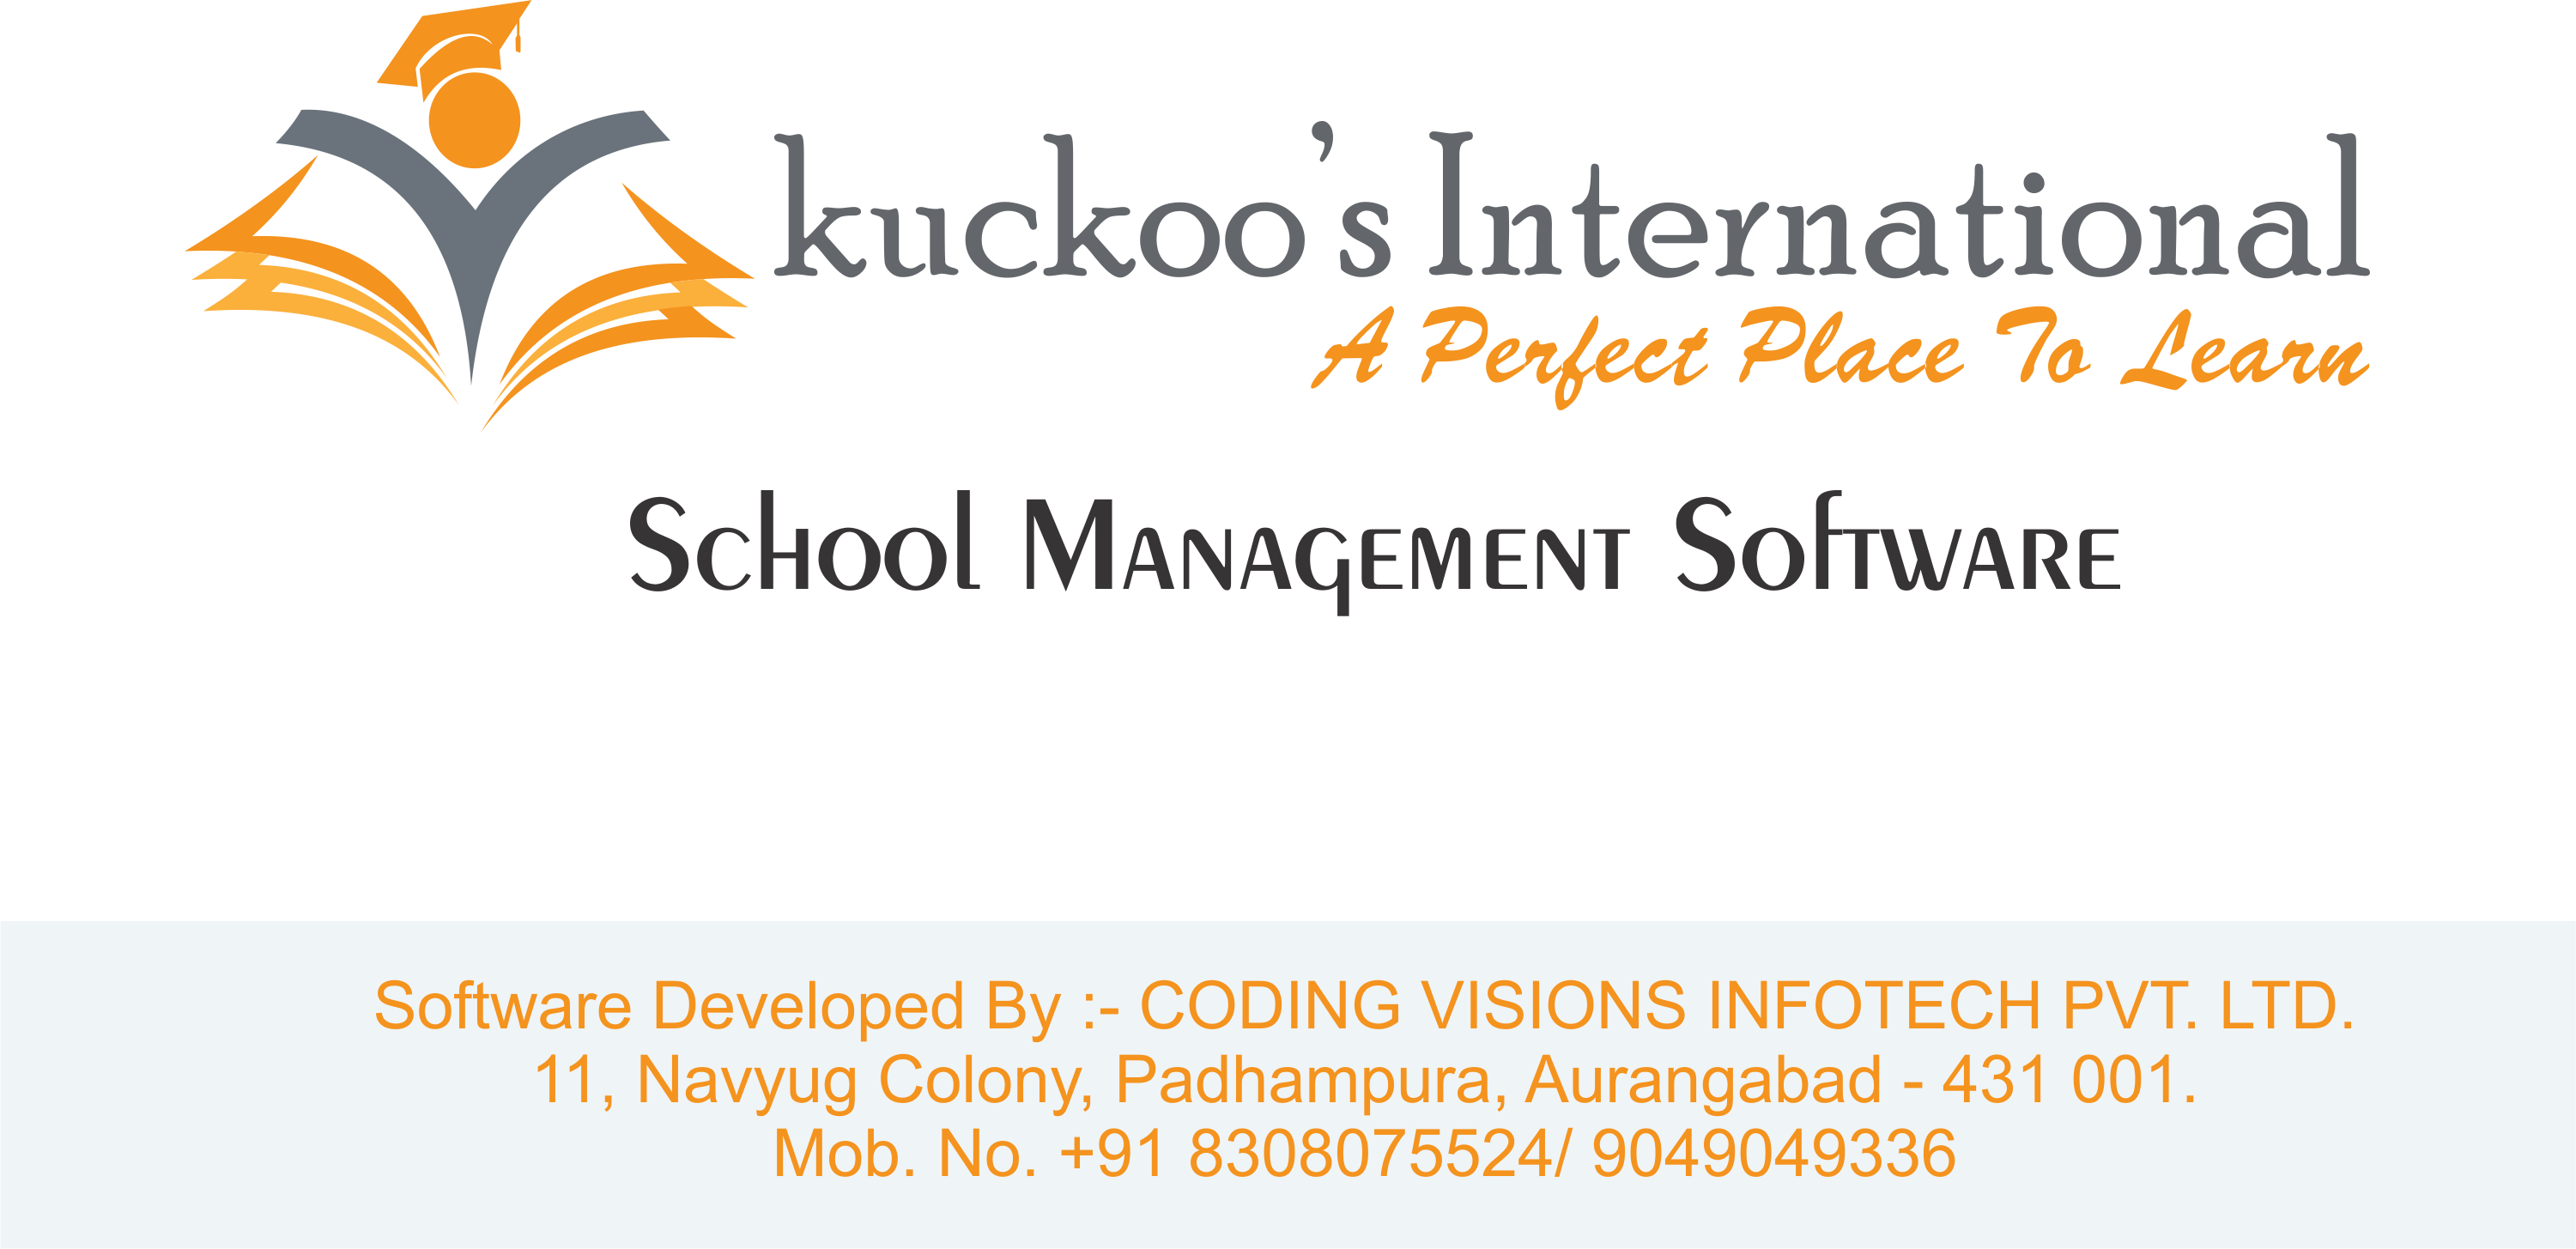 kuckoo's International
A Perfect Place To Learn
School Management Software
Software Developed By :- CODING VISIONS INFOTECH PVT. LTD.
11, Navyug Colony, Padhampura, Aurangabad - 431 001.
Mob. No. +91 8308075524/ 9049049336